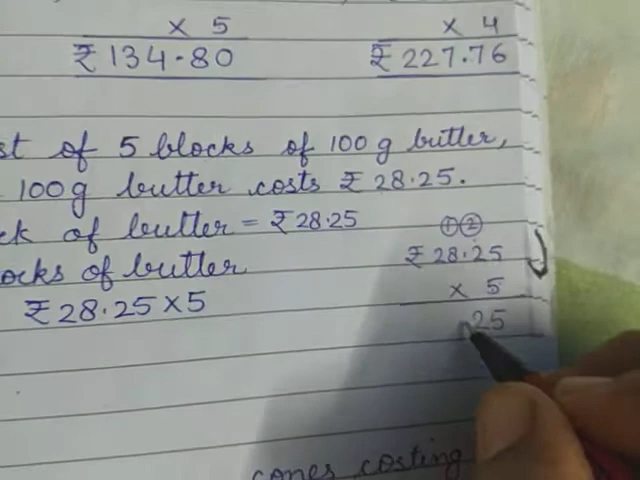 × 5
× 4
₹ 134.80
₹ 227.76
st of 5 blocks of 100 g butter,
100 g butter costs ₹ 28.25.
ck of butter = ₹ 28.25
① ②
₹ 28.25
ocks of butter
× 5
₹ 28.25 × 5
25
cones costing